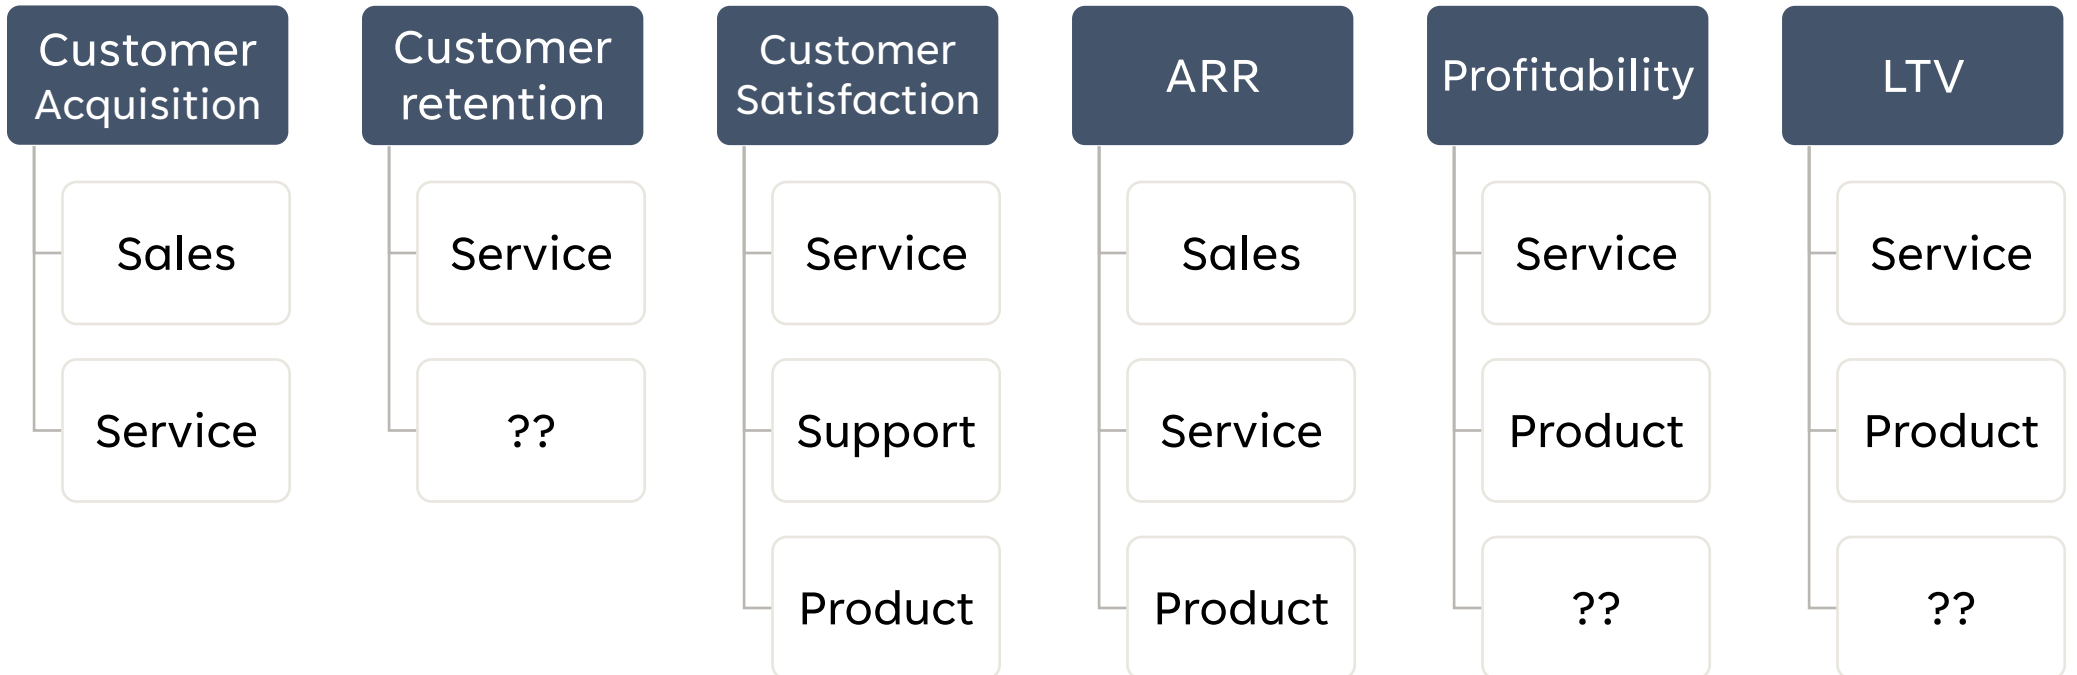 Customer
Acquisition
Sales
Service
Customer
retention
Service
??
Customer
Satisfaction
Service
Support
Product
ARR
Sales
Service
Product
Profitability
Service
Product
??
LTV
Service
Product
??